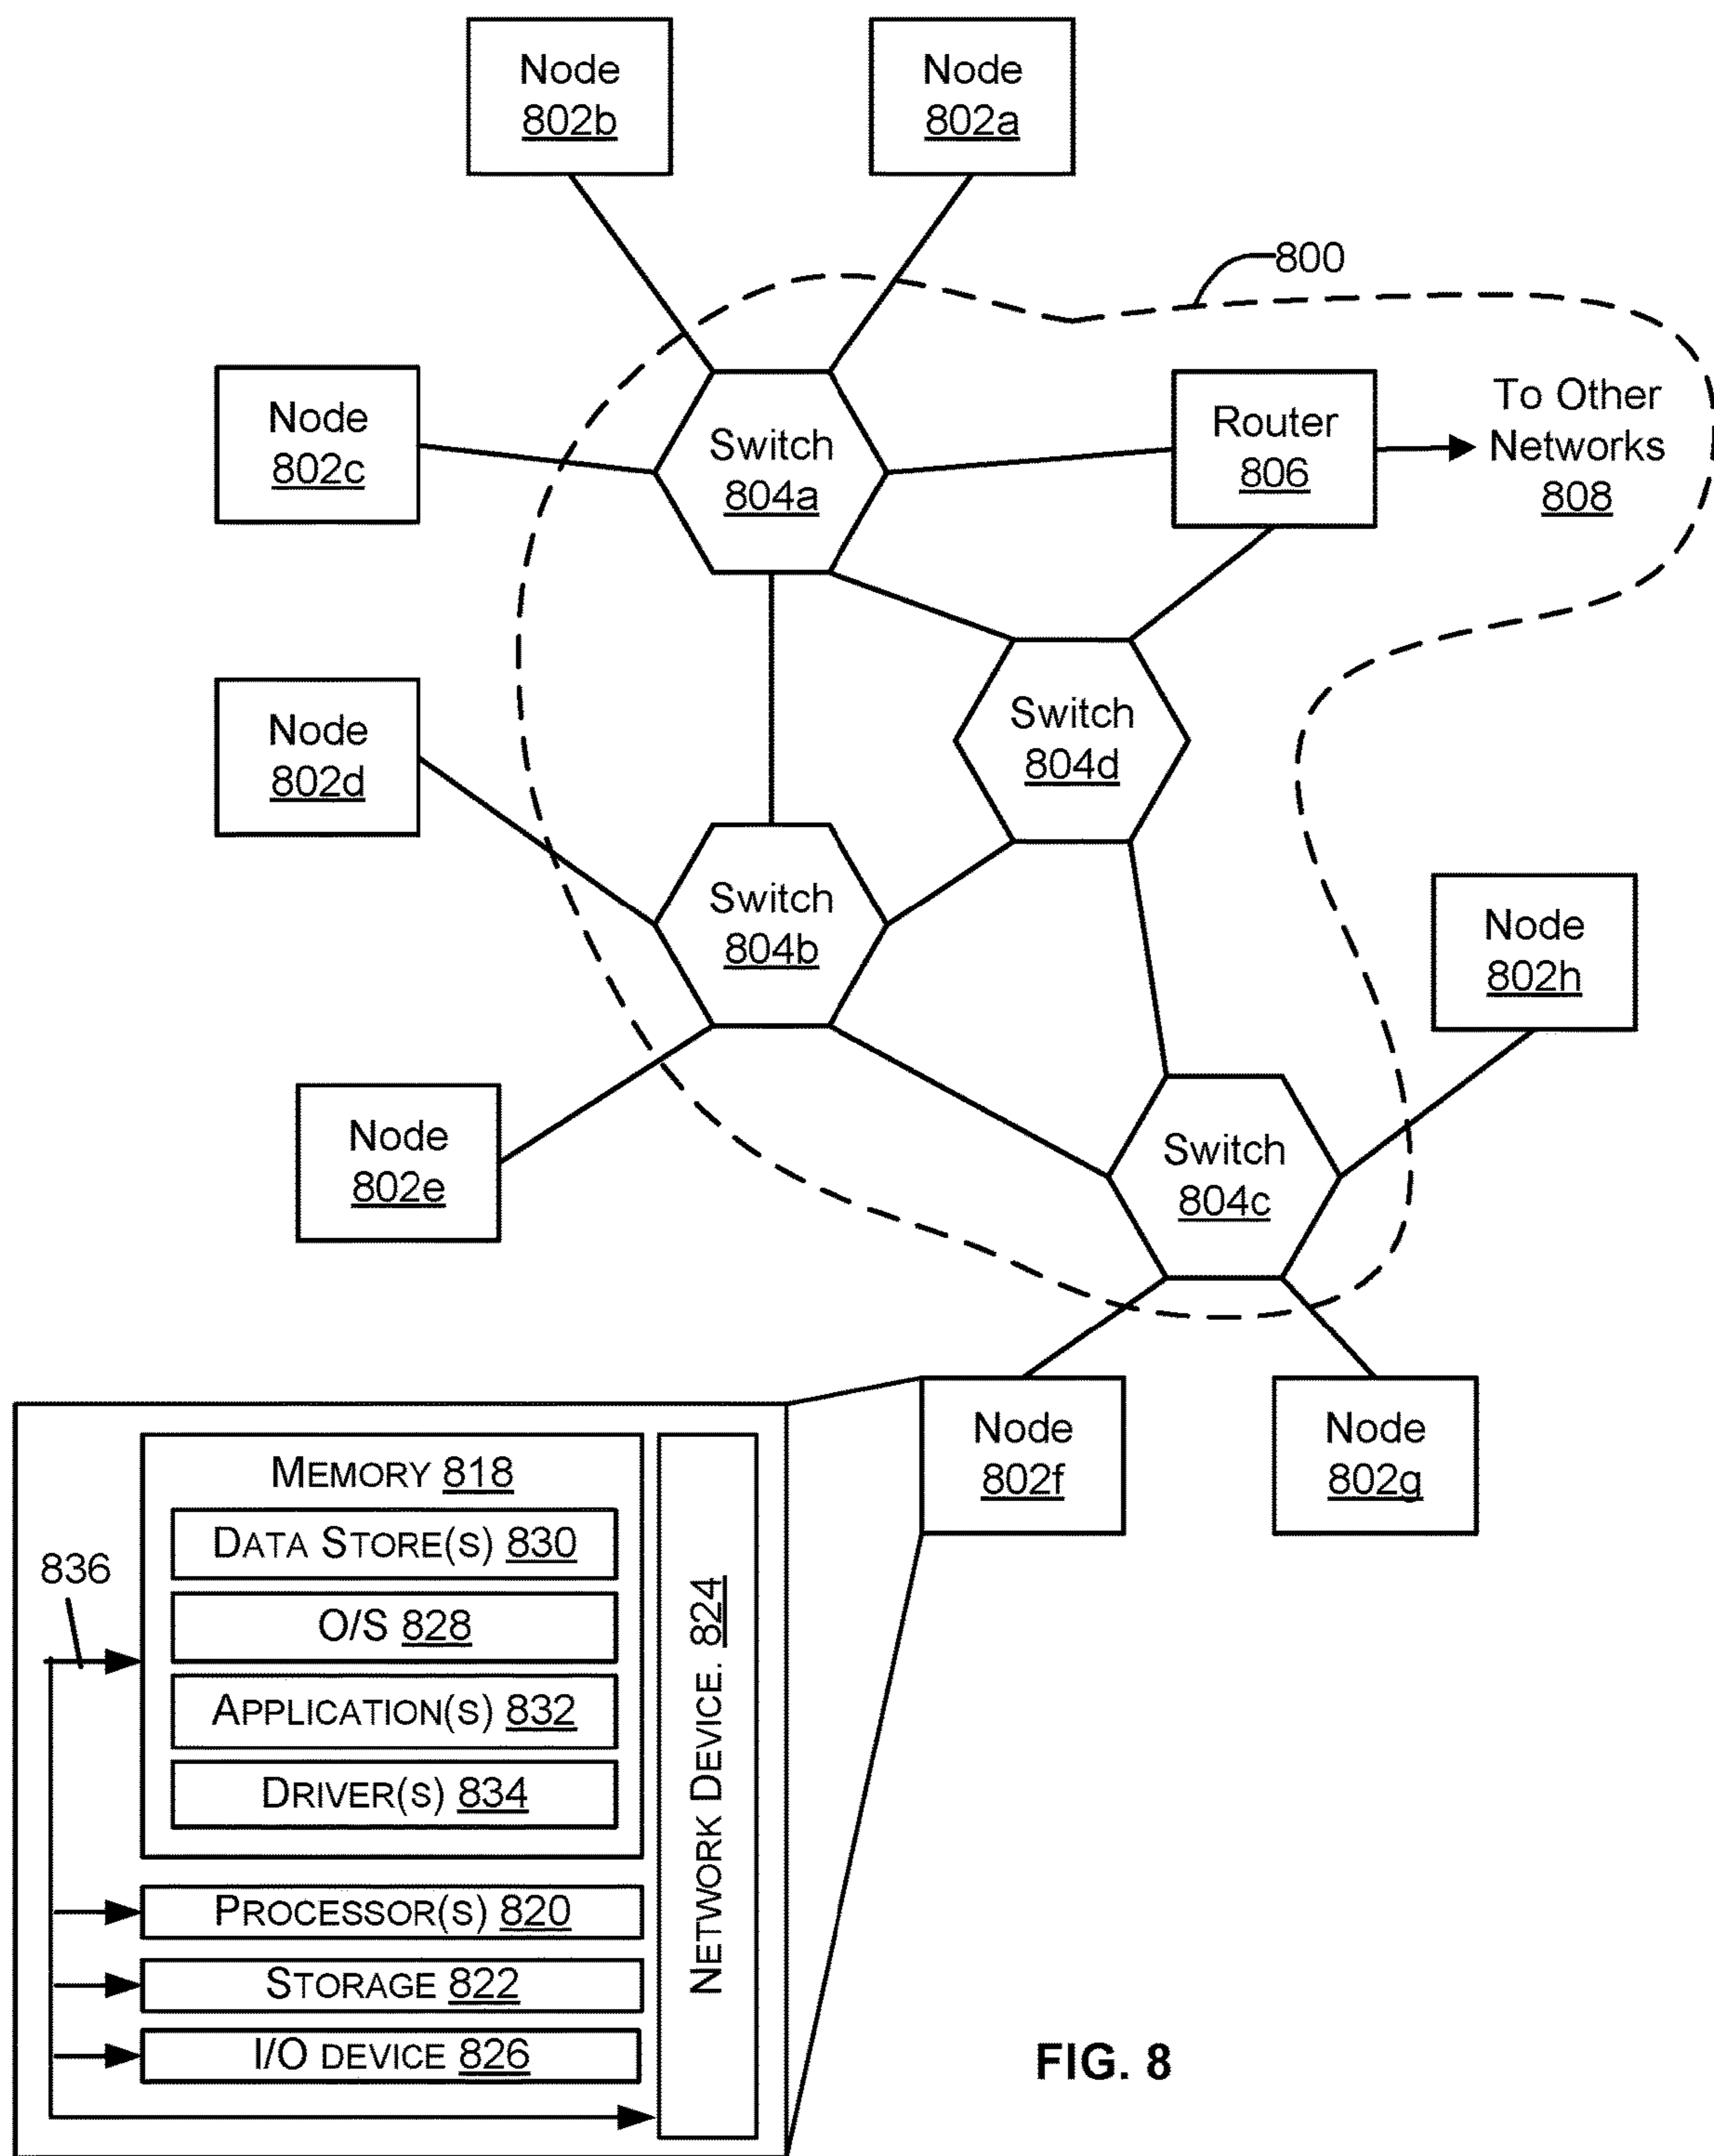 Node
802b
Node
802a
800
Node
802c
Switch
804a
Router
806
To Other
Networks
808
Node
802d
Switch
804d
Switch
804b
Node
802h
Node
802e
Switch
804c
Node
802f
Node
802g
MEMORY 818
DATA STORE(S) 830
836
O/S 828
APPLICATION(S) 832
DRIVER(S) 834
NETWORK DEVICE. 824
PROCESSOR(S) 820
STORAGE 822
I/O DEVICE 826
FIG. 8